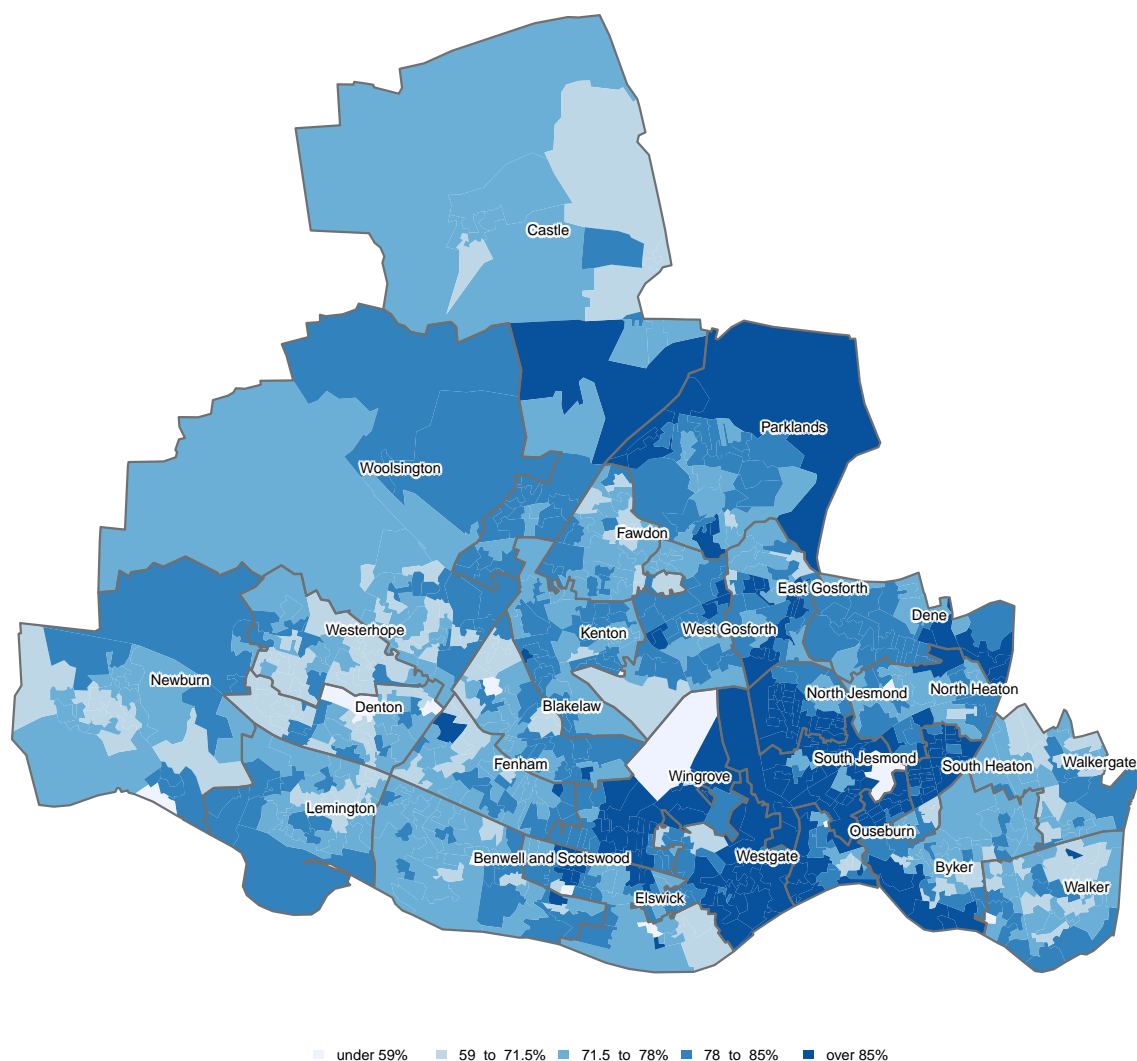 Castle
Parklands
Woolsington
Fawdon
East Gosforth
Dene
Westerhope
Kenton
West Gosforth
Newburn
North Jesmond
North Heaton
Denton
Blakelaw
South Jesmond
Fenham
Wingrove
South Heaton
Walkergate
Lemington
Ouseburn
Benwell and Scotswood
Westgate
Byker
Walker
Elswick
under 59% 59 to 71.5% 71.5 to 78% 78 to 85% over 85%